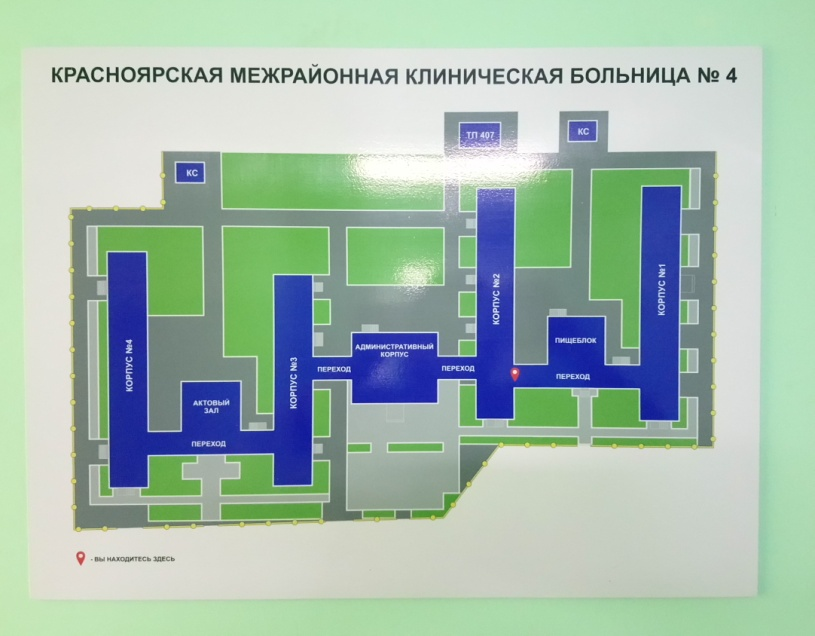 КРАСНОЯРСКАЯ МЕЖРАЙОННАЯ КЛИНИЧЕСКАЯ БОЛЬНИЦА № 4
ТП 407
КС
КС
КОРПУС №4
АКТОВЫЙ
ЗАЛ
ПЕРЕХОД
КОРПУС №3
ПЕРЕХОД
АДМИНИСТРАТИВНЫЙ
КОРПУС
ПЕРЕХОД
КОРПУС №2
ПИЩЕБЛОК
ПЕРЕХОД
КОРПУС №1
- ВЫ НАХОДИТЕСЬ ЗДЕСЬ